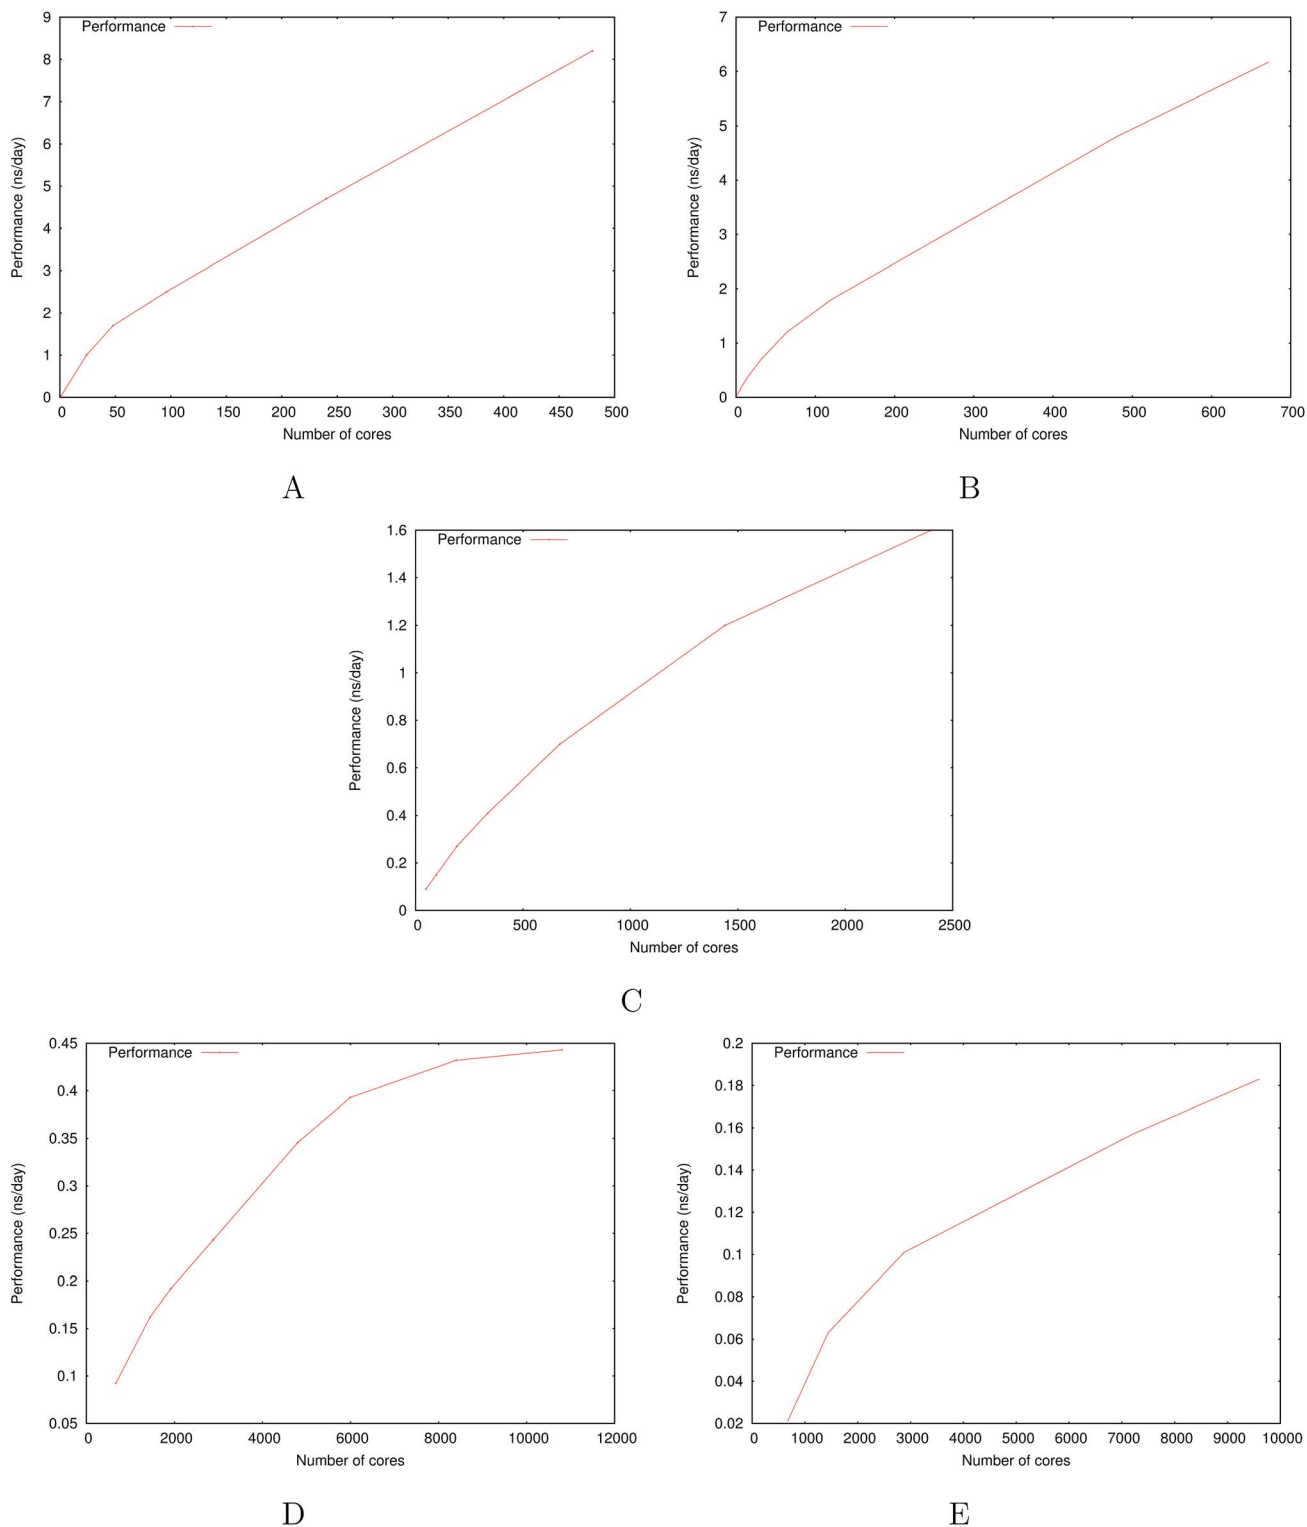 9
8
7
6
5
4
3
2
1
0
Performance (ns/day)
Performance
0 50 100 150 200 250 300 350 400 450 500
Number of cores
A
7
6
5
4
3
2
1
0
Performance (ns/day)
Performance
0 100 200 300 400 500 600 700
Number of cores
B
1.6
1.4
1.2
1
0.8
0.6
0.4
0.2
0
Performance (ns/day)
Performance
0 500 1000 1500 2000 2500
Number of cores
C
0.45
0.4
0.35
0.3
0.25
0.2
0.15
0.1
0.05
Performance (ns/day)
Performance
0 2000 4000 6000 8000 10000 12000
Number of cores
D
0.2
0.18
0.16
0.14
0.12
0.1
0.08
0.06
0.04
0.02
Performance (ns/day)
Performance
0 1000 2000 3000 4000 5000 6000 7000 8000 9000 10000
Number of cores
E